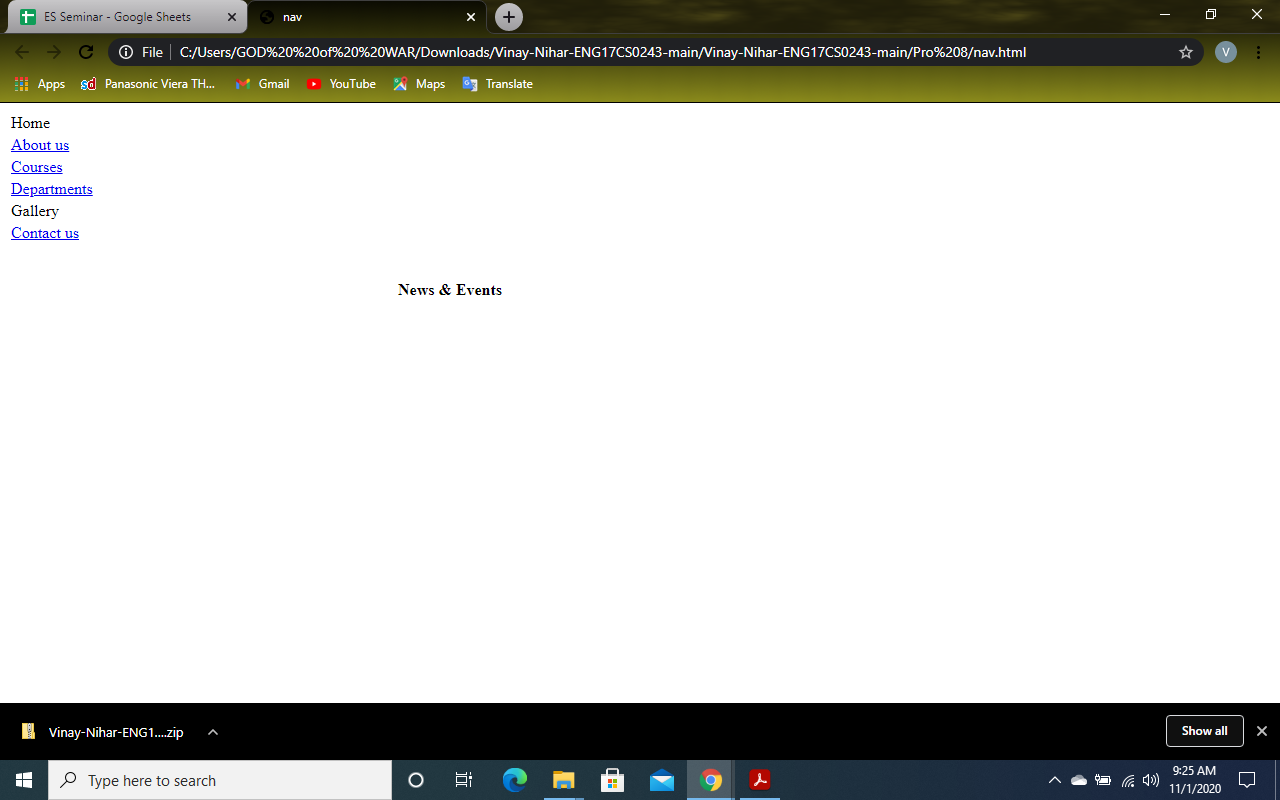 ES Seminar - Google Sheets
nav
File
C:/Users/GOD%20%20of%20%20WAR/Downloads/Vinay-Nihar-ENG17CS0243-main/Vinay-Nihar-ENG17CS0243-main/Pro%208/nav.html
V
Apps
Panasonic Viera TH...
Gmail
YouTube
Maps
Translate
Home
About us
Courses
Departments
Gallery
Contact us
News & Events
Vinay-Nihar-ENG1....zip
Show all
Type here to search
9:25 AM
11/1/2020